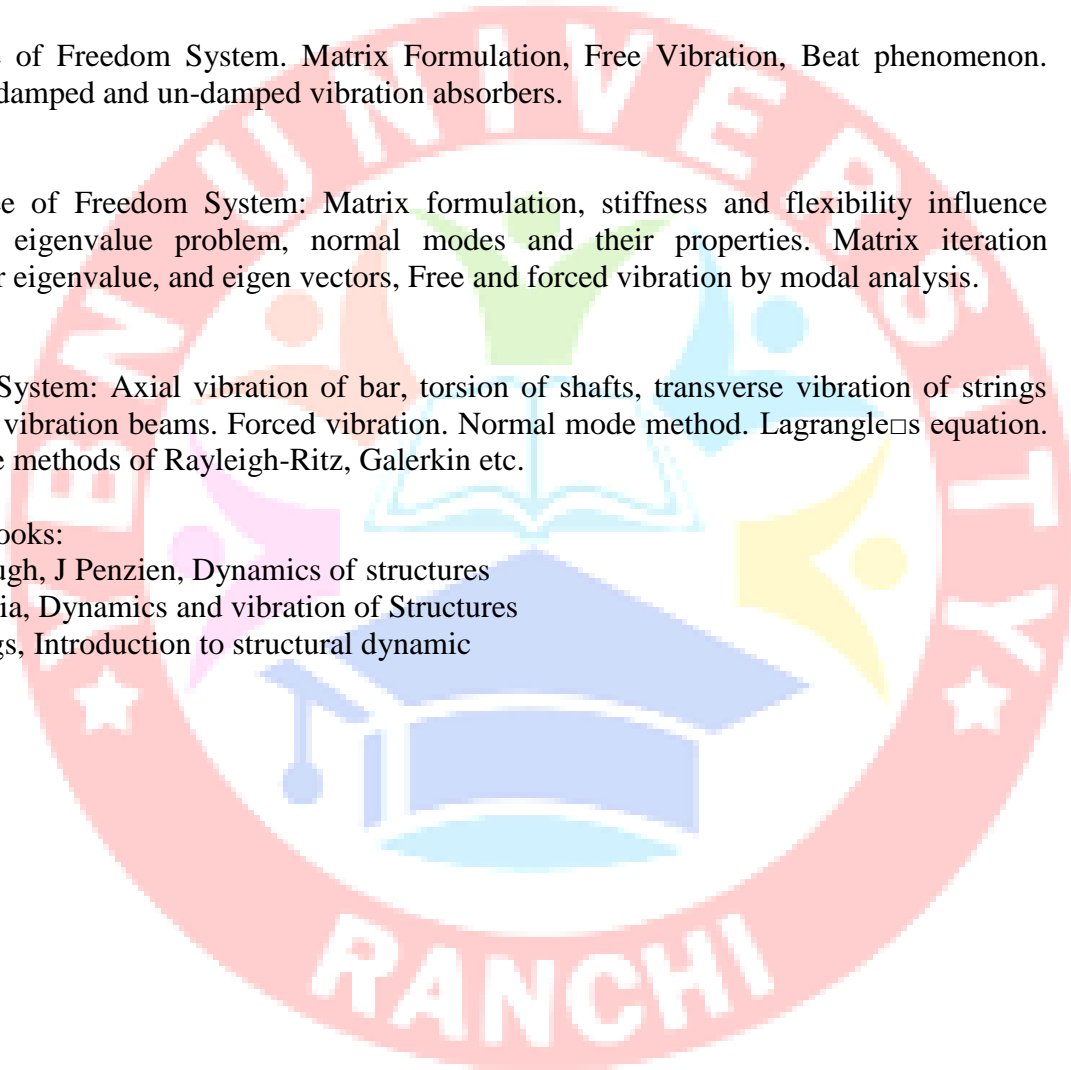 of Freedom System. Matrix Formulation, Free Vibration, Beat phenomenon.
damped and un-damped vibration absorbers.
of Freedom System: Matrix formulation, stiffness and flexibility influence
eigenvalue problem, normal modes and their properties. Matrix iteration
eigenvalue, and eigen vectors, Free and forced vibration by modal analysis.
System: Axial vibration of bar, torsion of shafts, transverse vibration of strings
vibration beams. Forced vibration. Normal mode method. Lagrangle□s equation.
methods of Rayleigh-Ritz, Galerkin etc.
ooks:
ugh, J Penzien, Dynamics of structures
ia, Dynamics and vibration of Structures
gs, Introduction to structural dynamic
YBN UNIVERSITY
RANCHI